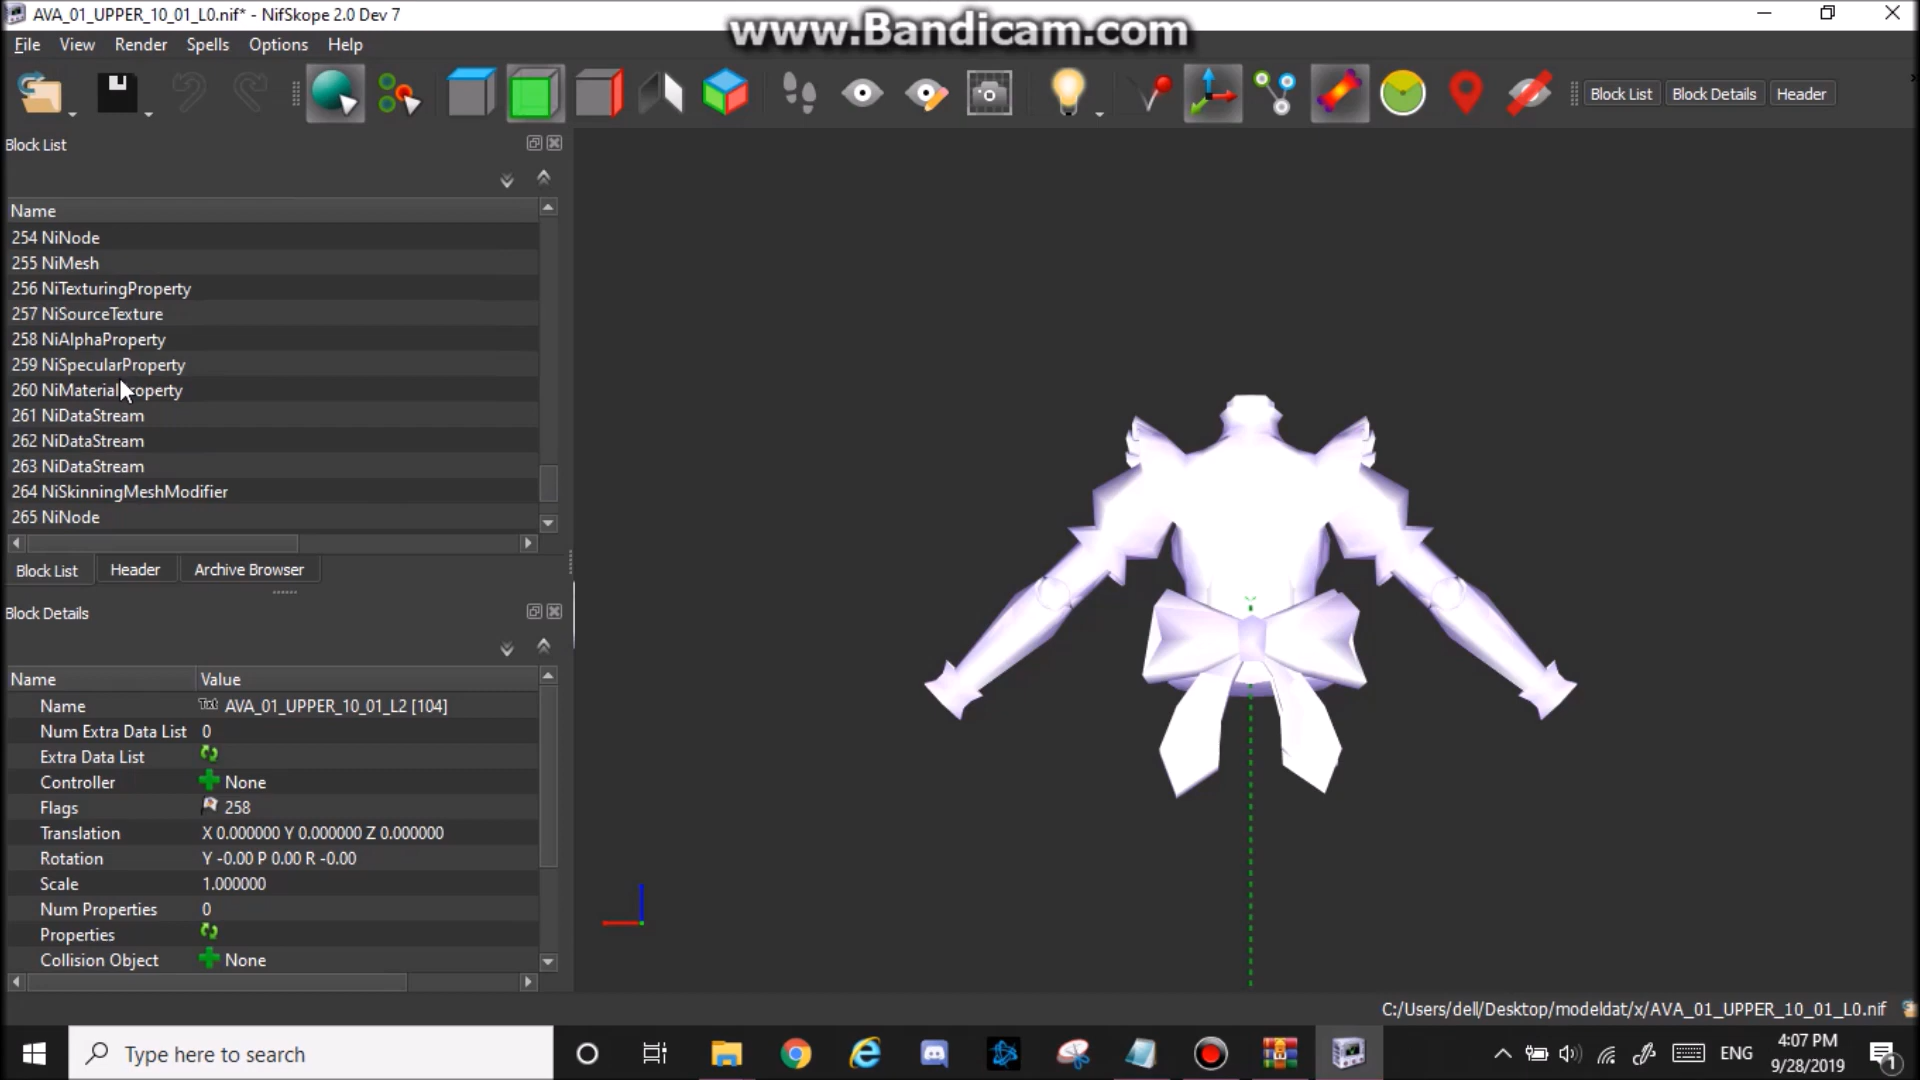 AVA_01_UPPER_10_01_L0.nif* - NifSkope 2.0 Dev 7
www.Bandicam.com
File View Render Spells Options Help
Block List Block Details Header
Block List
Name
254 NiNode
255 NiMesh
256 NiTexturingProperty
257 NiSourceTexture
258 NiAlphaProperty
259 NiSpecularProperty
260 NiMaterialProperty
261 NiDataStream
262 NiDataStream
263 NiDataStream
264 NiSkinningMeshModifier
265 NiNode
Block List Header Archive Browser
Block Details
Name Value
Name Txt AVA_01_UPPER_10_01_L2 [104]
Num Extra Data List 0
Extra Data List
Controller None
Flags 258
Translation X 0.000000 Y 0.000000 Z 0.000000
Rotation Y -0.00 P 0.00 R -0.00
Scale 1.000000
Num Properties 0
Properties
Collision Object None
C:/Users/dell/Desktop/modeldat/x/AVA_01_UPPER_10_01_L0.nif
Type here to search
ENG
4:07 PM
9/28/2019
1